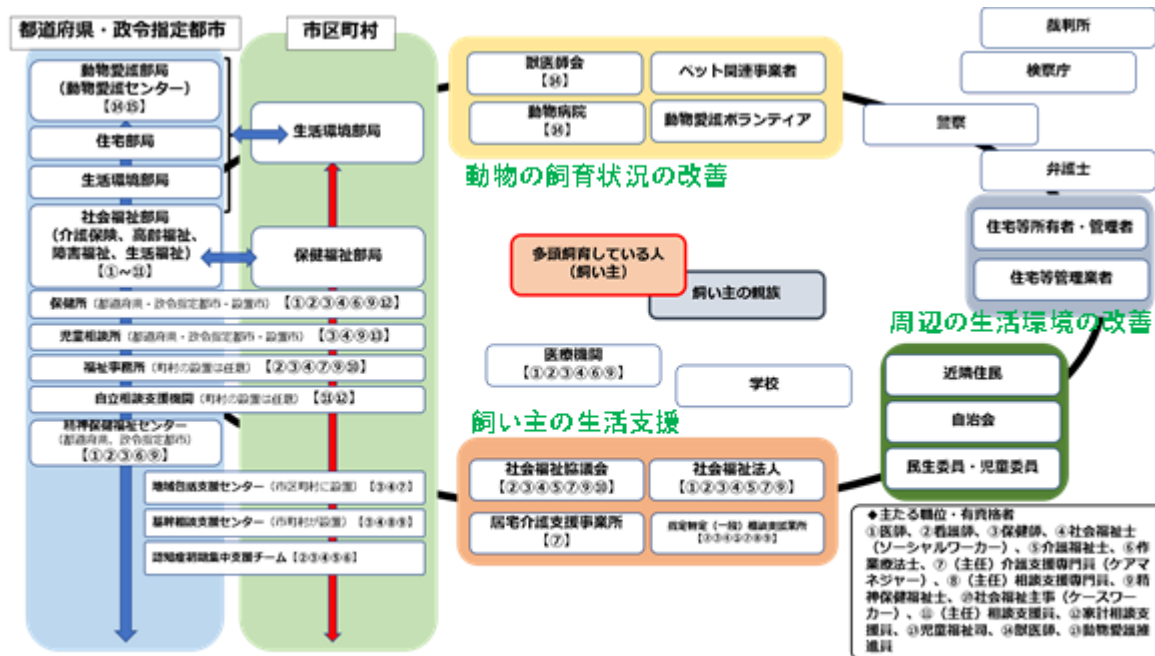 都道府県・政令指定都市
市区町村
動物愛護部局
(動物愛護センター)
【⑭⑮】
住宅部局
生活環境部局
社会福祉部局
(介護保険、高齢福祉、
障害福祉、生活福祉)
【①~⑪】
生活環境部局
保健福祉部局
保健所(都道府県・政令指定都市・設置市)【①②③④⑥⑨⑫】
児童相談所(都道府県・政令指定都市・設置市)【③④⑨⑬】
福祉事務所(町村の設置は任意)【②③④⑦⑨⑩】
自立相談支援機関(町村の設置は任意)【⑪⑫】
精神保健福祉センター
(都道府県、政令指定都市)
【①②③⑥⑨】
地域包括支援センター(市区町村に設置)【③④⑦】
基幹相談支援センター(市町村が設置)【③④⑧⑨】
認知症初期集中支援チーム【②③④⑤⑥】
獣医師会
【⑭】
ペット関連事業者
動物病院
【⑭】
動物愛護ボランティア
動物の飼育状況の改善
多頭飼育している人
(飼い主)
飼い主の親族
医療機関
【①②③④⑥⑨】
学校
飼い主の生活支援
社会福祉協議会
【②③④⑤⑦⑨⑩】
社会福祉法人
【①②③④⑤⑦⑨】
居宅介護支援事業所
【⑦】
指定特定(一般)相談支援業所
【②③④⑤⑦⑧⑨】
裁判所
検察庁
警察
弁護士
住宅等所有者・管理者
住宅等管理業者
周辺の生活環境の改善
近隣住民
自治会
民生委員・児童委員
◆主たる職位・有資格者
①医師、②看護師、③保健師、④社会福祉士
(ソーシャルワーカー)、⑤介護福祉士、⑥作
業療法士、⑦(主任)介護支援専門員(ケアマ
ネジャー)、⑧(主任)相談支援専門員、⑨精
神保健福祉士、⑩社会福祉主事(ケースワー
カー)、⑪(主任)相談支援員、⑫家計相談支
援員、⑬児童福祉司、⑭獣医師、⑮動物愛護推
進員